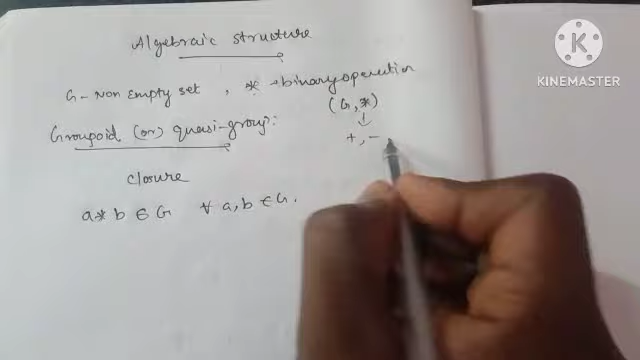 Algebraic structure
G - Non Empty set , * → binary operation
(G, *)
↓
+, -
Groupoid (or) quasi-group:
closure
a * b ∈ G ∀ a, b ∈ G.
K
KINEMASTER